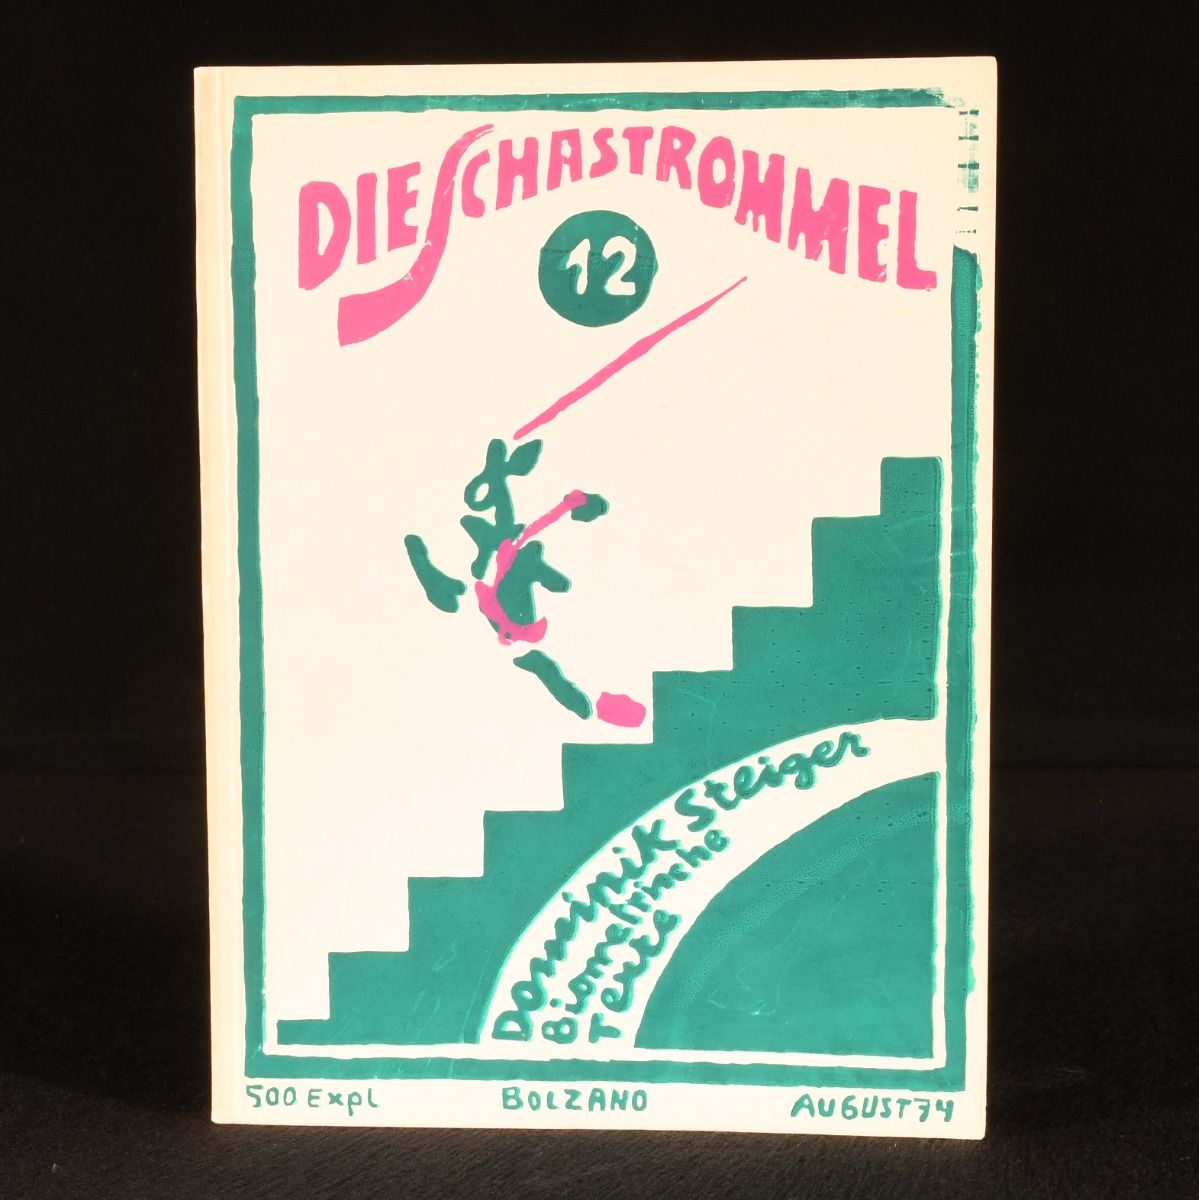 DIE SCHASTROMMEL
12
Dominik Steiger
Biometrische
Texte
500 Expl
BOLZANO
AUGUST 74